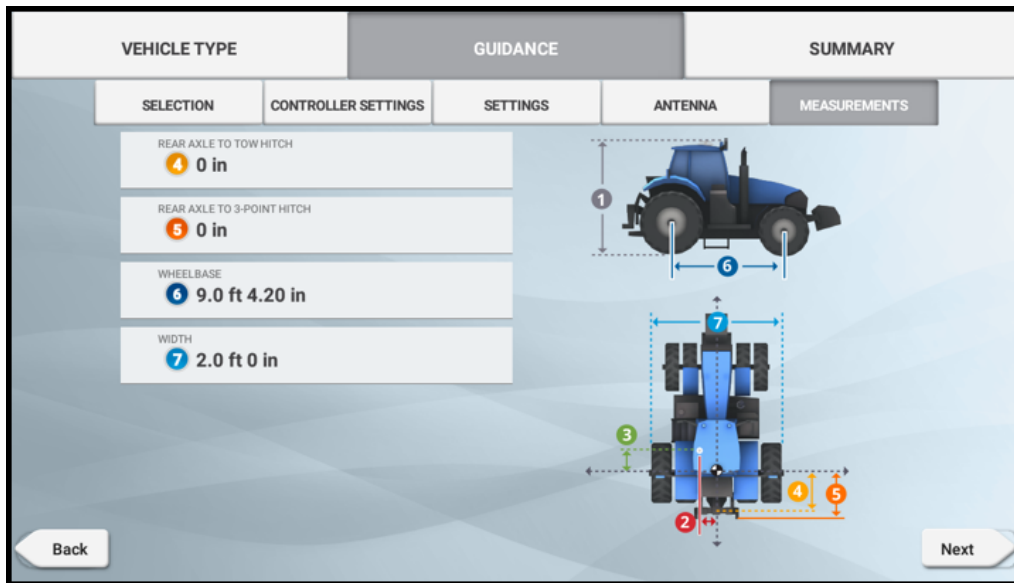 VEHICLE TYPE
GUIDANCE
SUMMARY
SELECTION
CONTROLLER SETTINGS
SETTINGS
ANTENNA
MEASUREMENTS
REAR AXLE TO TOW HITCH
4 0 in
REAR AXLE TO 3-POINT HITCH
5 0 in
WHEELBASE
6 9.0 ft 4.20 in
WIDTH
7 2.0 ft 0 in
1
6
7
3
4
5
2
Back
Next